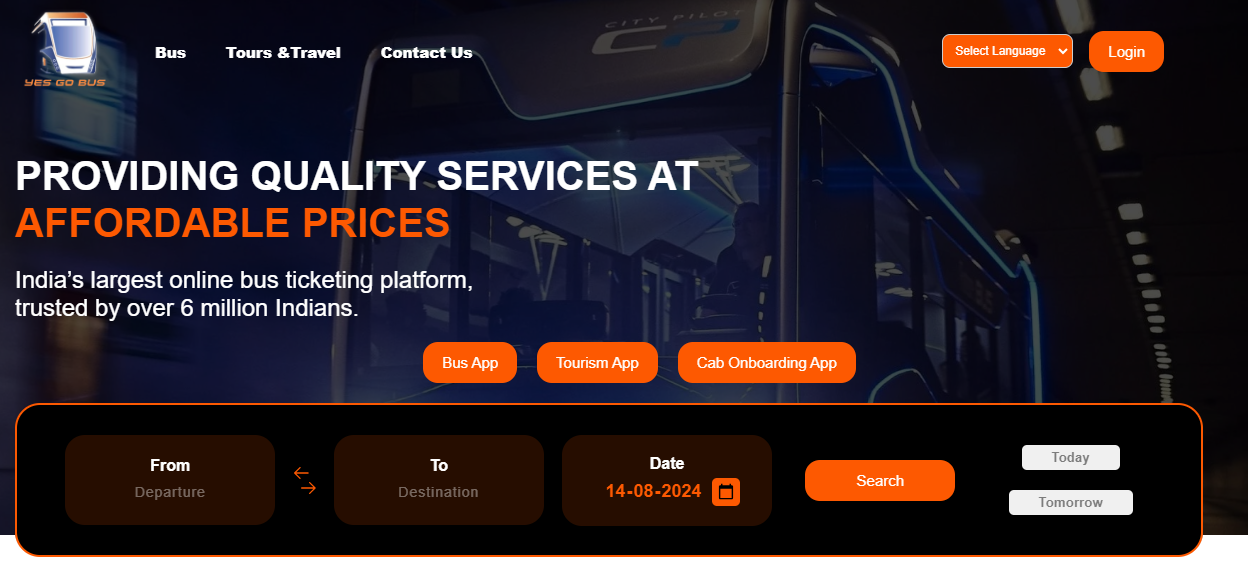 CITY PILOT
YES GO BUS
Bus
Tours &Travel
Contact Us
Select Language
Login
PROVIDING QUALITY SERVICES AT
AFFORDABLE PRICES
India’s largest online bus ticketing platform,
trusted by over 6 million Indians.
Bus App
Tourism App
Cab Onboarding App
From
Departure
To
Destination
Date
14-08-2024
Search
Today
Tomorrow